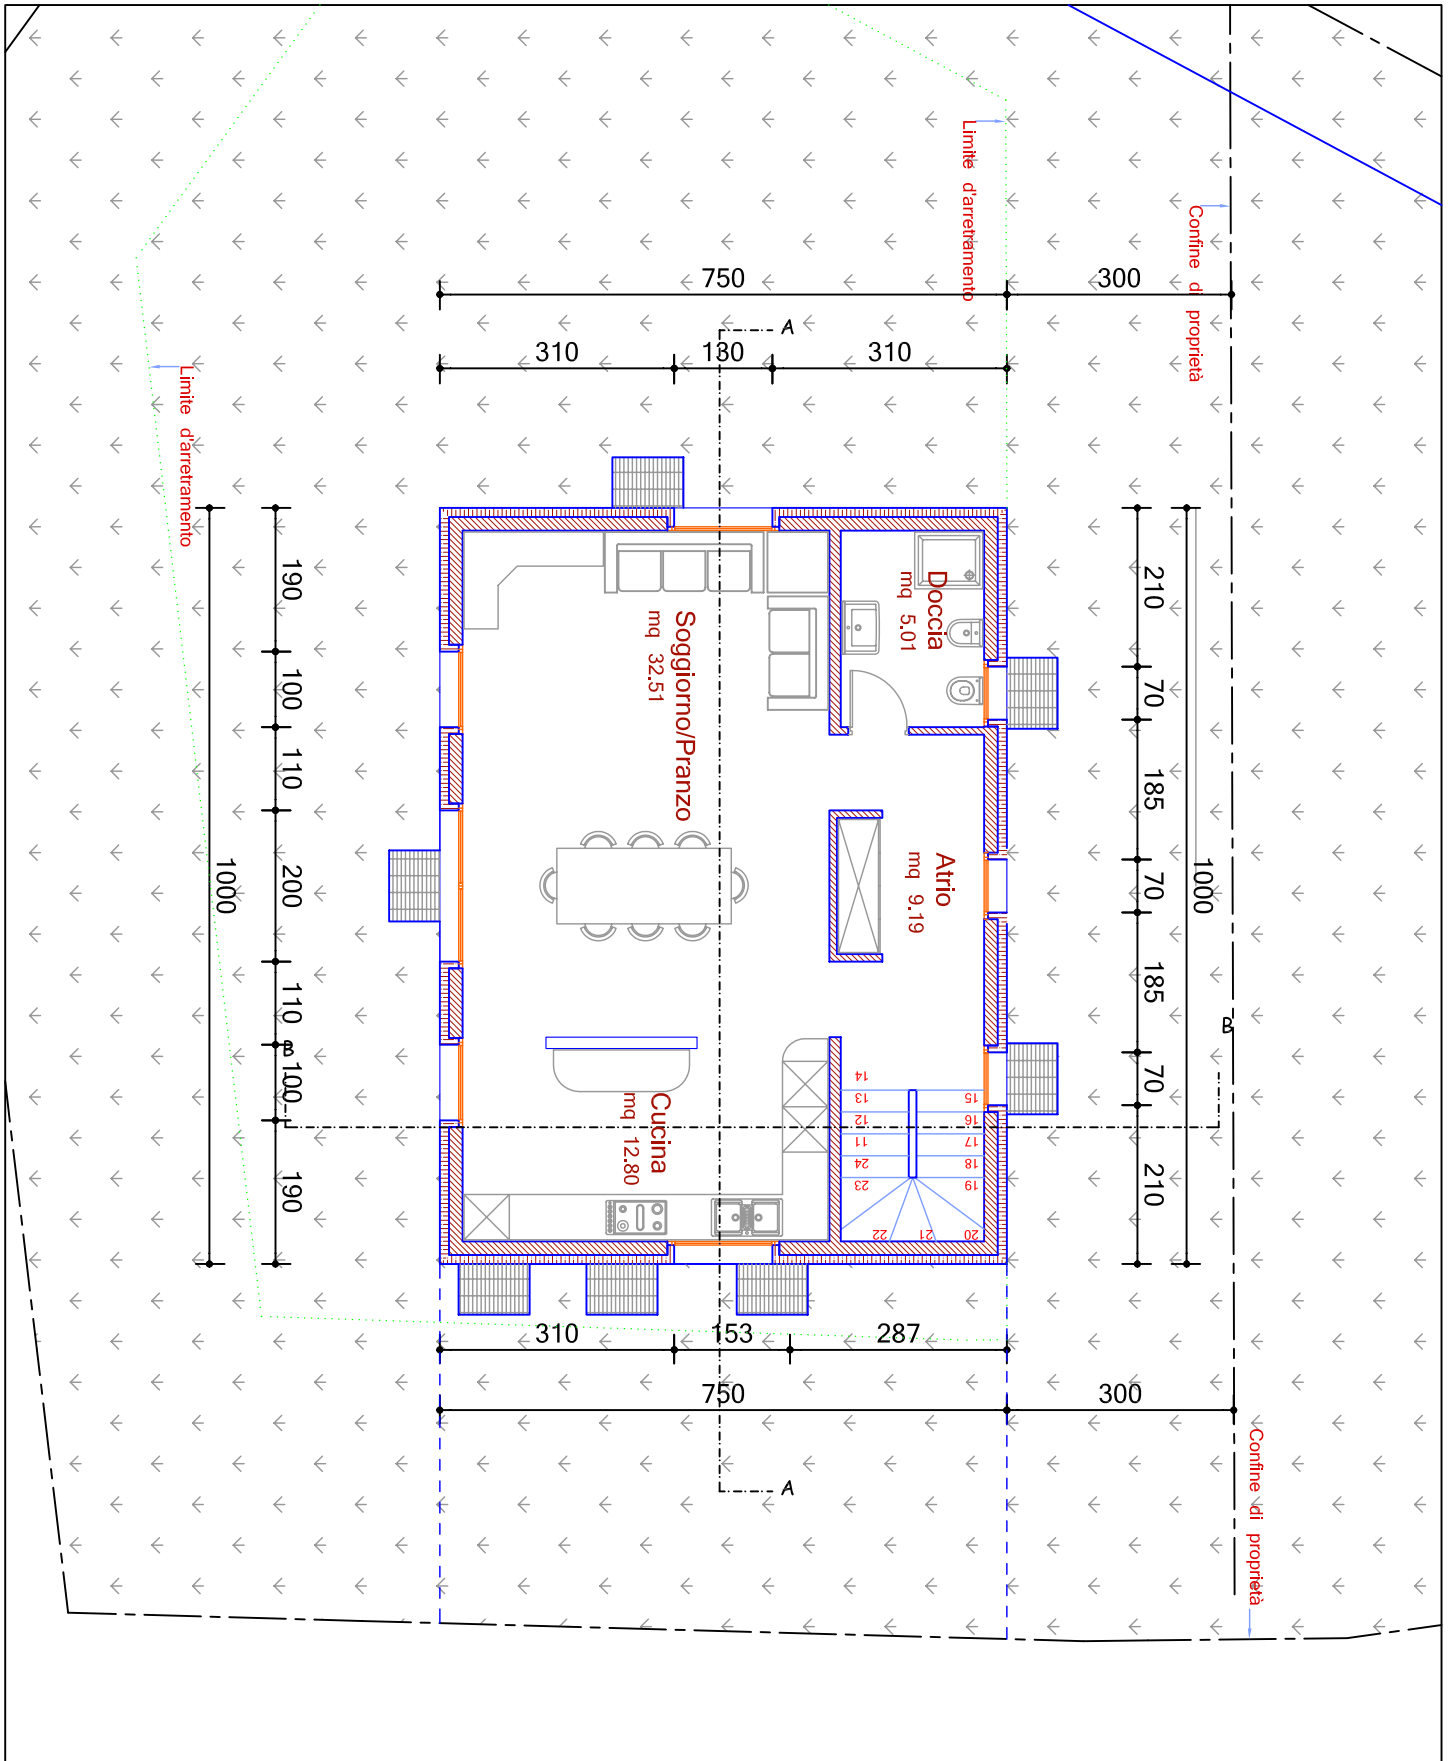 Limite d'arretramento
Confine di proprietà
750
300
A
310
130
310
Limite d'arretramento
190
100
110
200
110
100
190
1000
B
Doccia
mq 5.01
Soggiorno/Pranzo
mq 32.51
Atrio
mq 9.19
Cucina
mq 12.80
14
13
12
11
24
23
22
21
20
19
18
17
16
15
210
70
185
70
185
70
210
1000
B
310
153
287
750
300
A
Confine di proprietà